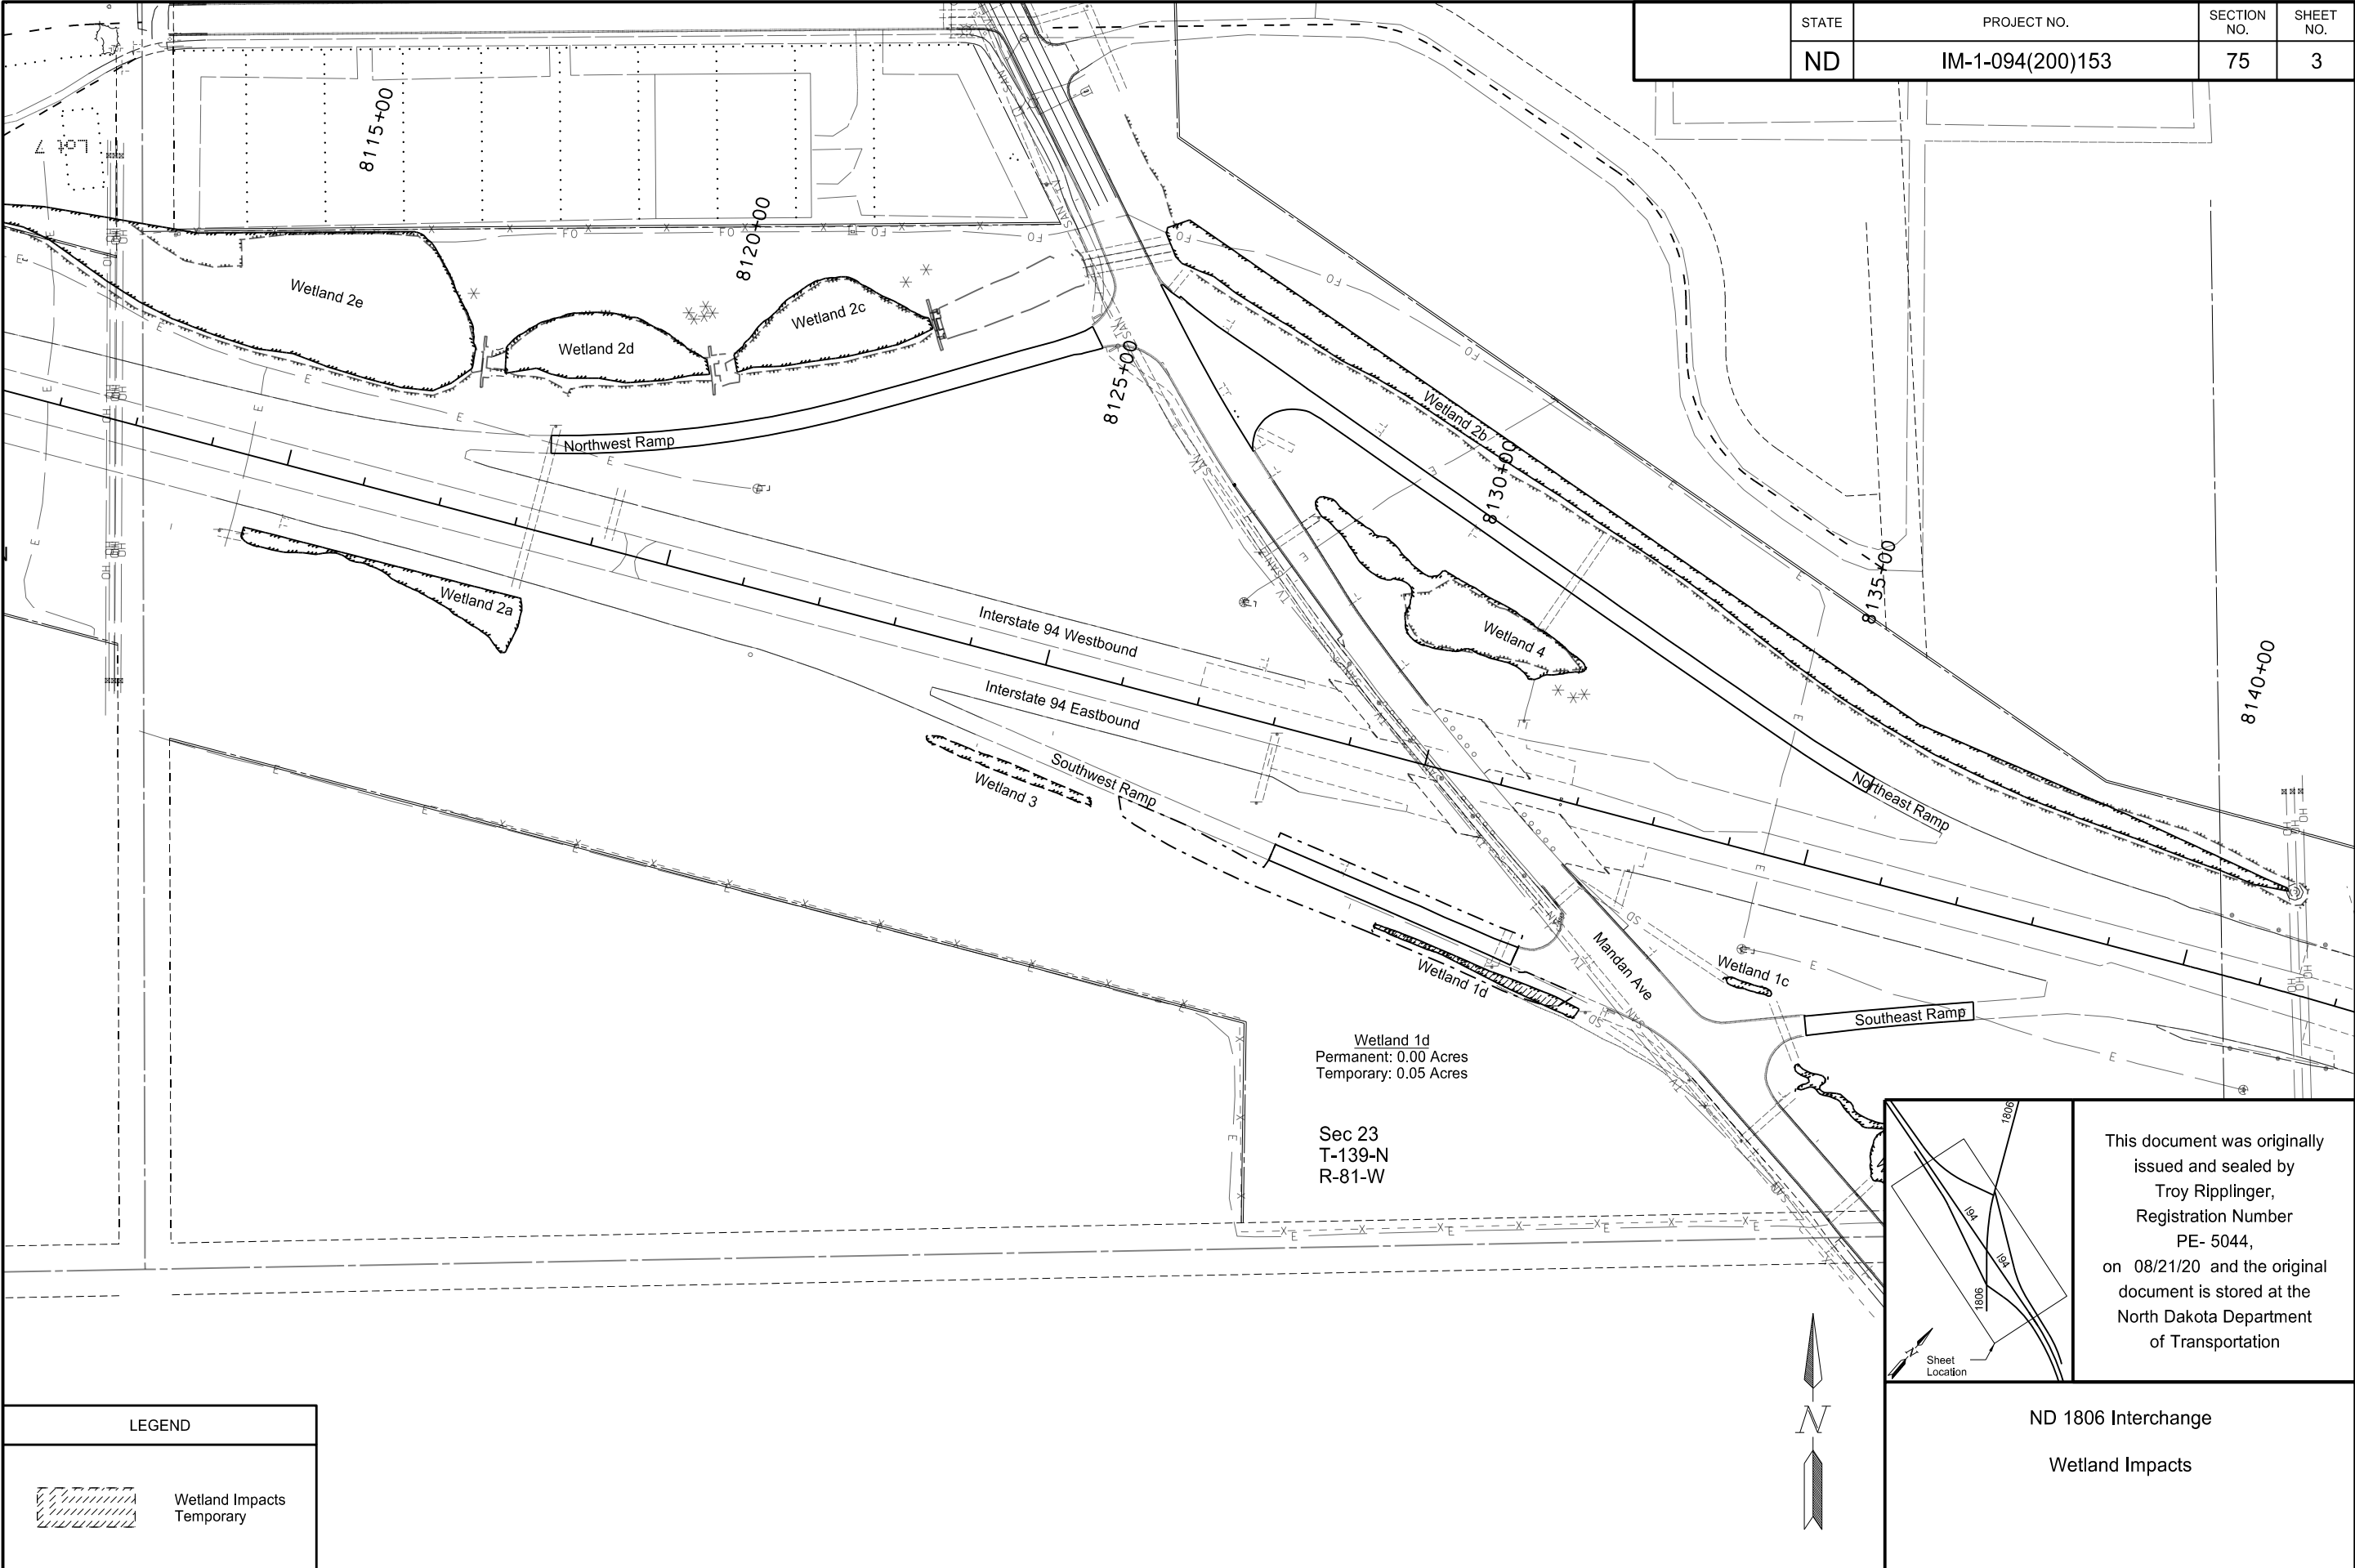 STATE
PROJECT NO.
SECTION NO.
SHEET NO.
ND
IM-1-094(200)153
75
3
Lot 7
8115+00
8120+00
8125+00
8130+00
8135+00
8140+00
Wetland 2e
Wetland 2d
Wetland 2c
Wetland 2b
Northwest Ramp
Wetland 2a
Interstate 94 Westbound
Interstate 94 Eastbound
Wetland 4
Wetland 3
Southwest Ramp
Northeast Ramp
Wetland 1d
Mandan Ave
Wetland 1c
Southeast Ramp
Wetland 1d
Permanent: 0.00 Acres
Temporary: 0.05 Acres
Sec 23
T-139-N
R-81-W
1806
I94
I94
1806
N
Sheet
Location
This document was originally
issued and sealed by
Troy Ripplinger,
Registration Number
PE- 5044,
on 08/21/20 and the original
document is stored at the
North Dakota Department
of Transportation
N
ND 1806 Interchange
Wetland Impacts
LEGEND
Wetland Impacts
Temporary